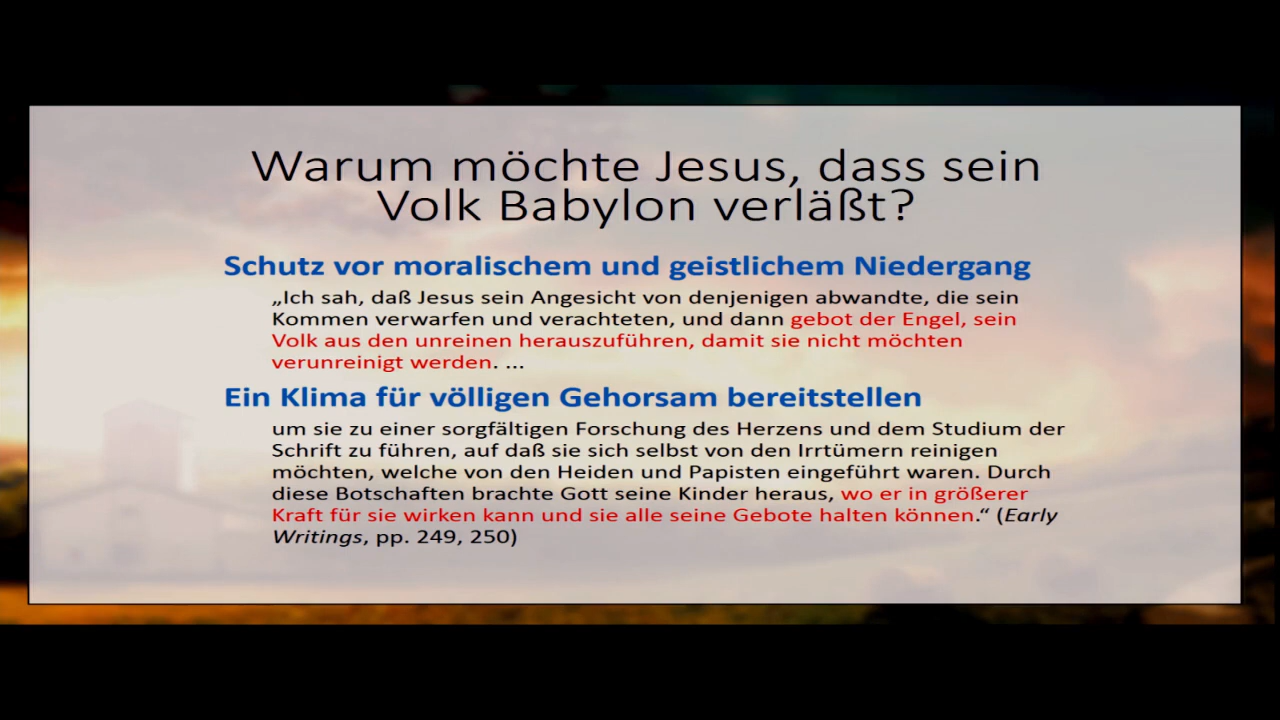 Warum möchte Jesus, dass sein
Volk Babylon verläßt?
Schutz vor moralischem und geistlichem Niedergang
„Ich sah, daß Jesus sein Angesicht von denjenigen abwandte, die sein
Kommen verwarfen und verachteten, und dann gebot der Engel, sein
Volk aus den unreinen herauszuführen, damit sie nicht möchten
verunreinigt werden. ...
Ein Klima für völligen Gehorsam bereitstellen
um sie zu einer sorgfältigen Forschung des Herzens und dem Studium der
Schrift zu führen, auf daß sie sich selbst von den Irrtümern reinigen
möchten, welche von den Heiden und Papisten eingeführt waren. Durch
diese Botschaften brachte Gott seine Kinder heraus, wo er in größerer
Kraft für sie wirken kann und sie alle seine Gebote halten können.“ (Early
Writings, pp. 249, 250)